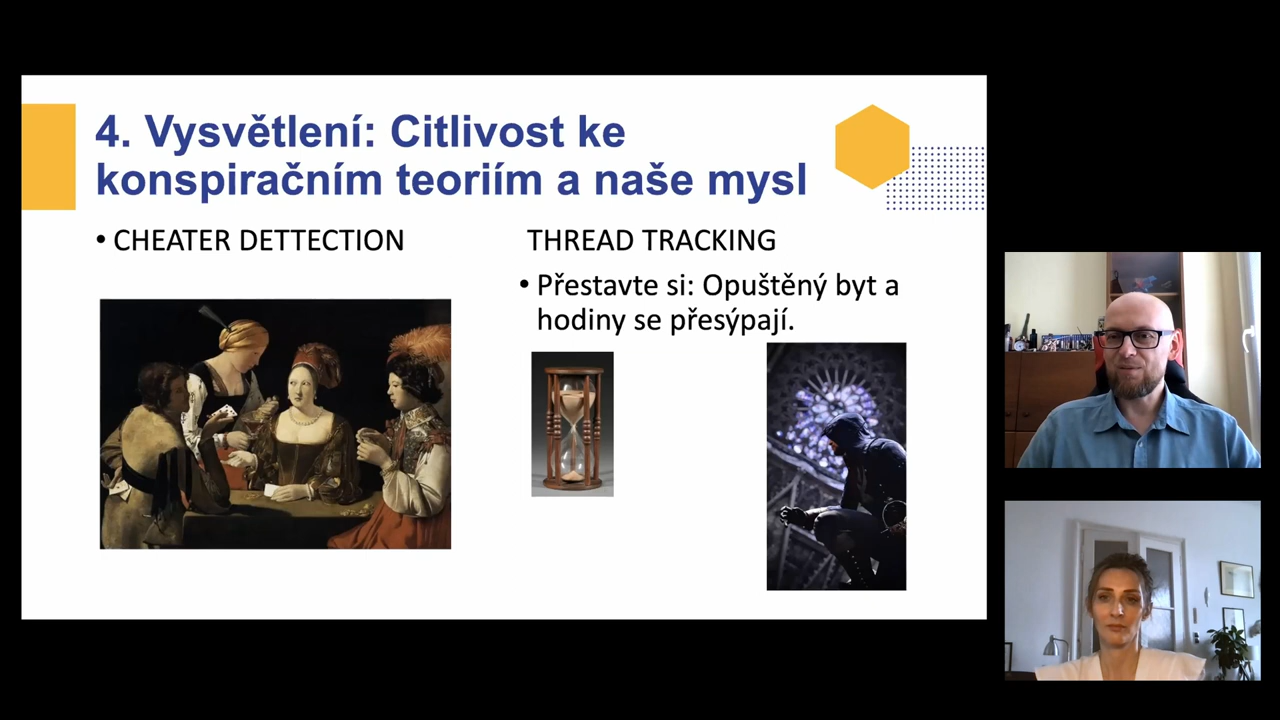 4. Vysvětlení: Citlivost ke
konspiračním teoriím a naše mysl
• CHEATER DETTECTION
THREAD TRACKING
• Přestavte si: Opuštěný byt a
hodiny se přesýpají.